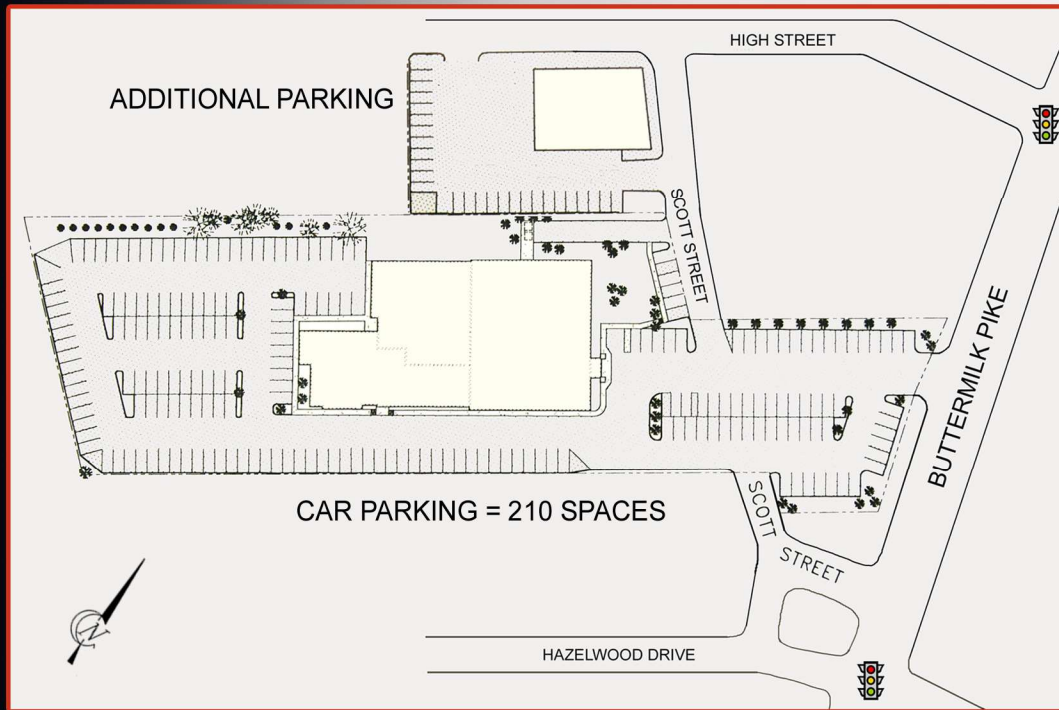 HIGH STREET
ADDITIONAL PARKING
SCOTT STREET
BUTTERMILK PIKE
CAR PARKING = 210 SPACES
SCOTT STREET
N
HAZELWOOD DRIVE